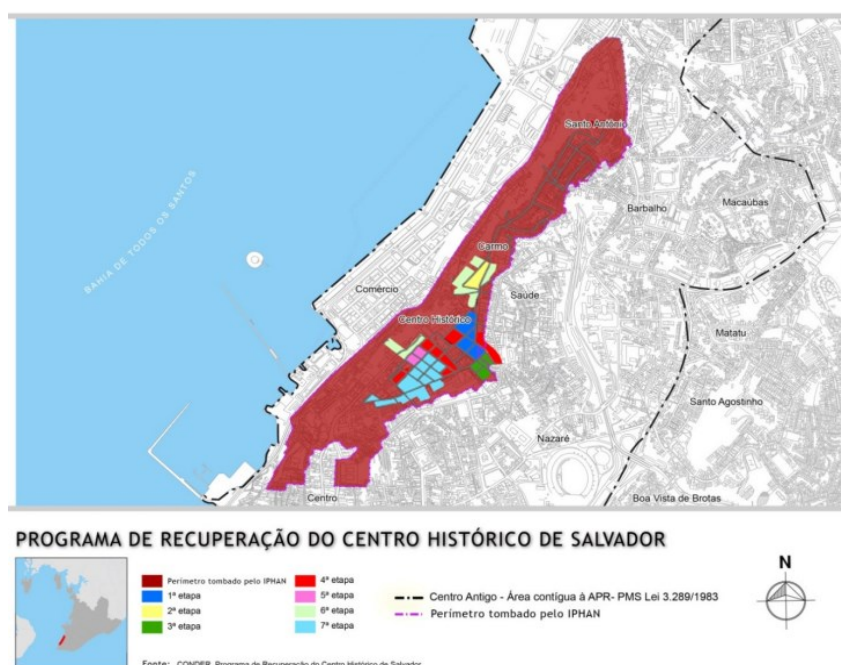 Santo Antônio
Barbalho
Macaúbas
BAHIA DE TODOS OS SANTOS
Carmo
Comércio
Saúde
Centro Histórico
Matatu
Santo Agostinho
Nazaré
Centro
Boa Vista de Brotas
PROGRAMA DE RECUPERAÇÃO DO CENTRO HISTÓRICO DE SALVADOR
Perímetro tombado pelo IPHAN
1ª etapa
2ª etapa
3ª etapa
4ª etapa
5ª etapa
6ª etapa
7ª etapa
Centro Antigo - Área contígua à APR- PMS Lei 3.289/1983
Perímetro tombado pelo IPHAN
N
Fonte: CONDER, Programa de Recuperação do Centro Histórico de Salvador